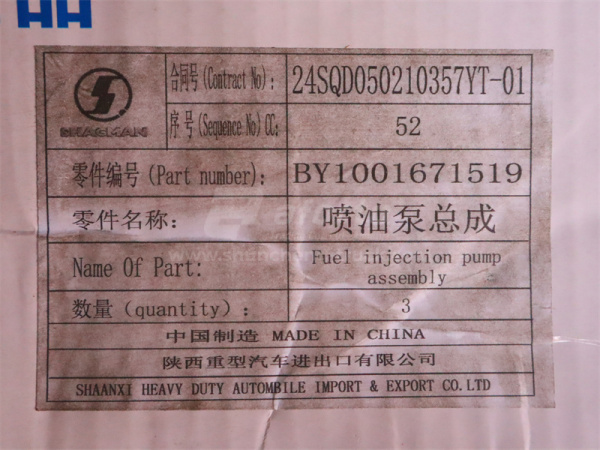 SHACMAN
合同号(Contract No): 24SQD050210357YT-01
序号(Sequence No)CC: 52
零件编号(Part number): BY1001671519
零件名称: 喷油泵总成
Name Of Part: Fuel injection pump
assembly
数量(quantity): 3
中国制造 MADE IN CHINA
陕西重型汽车进出口有限公司
SHAANXI HEAVY DUTY AUTOMBILE IMPORT & EXPORT CO.LTD